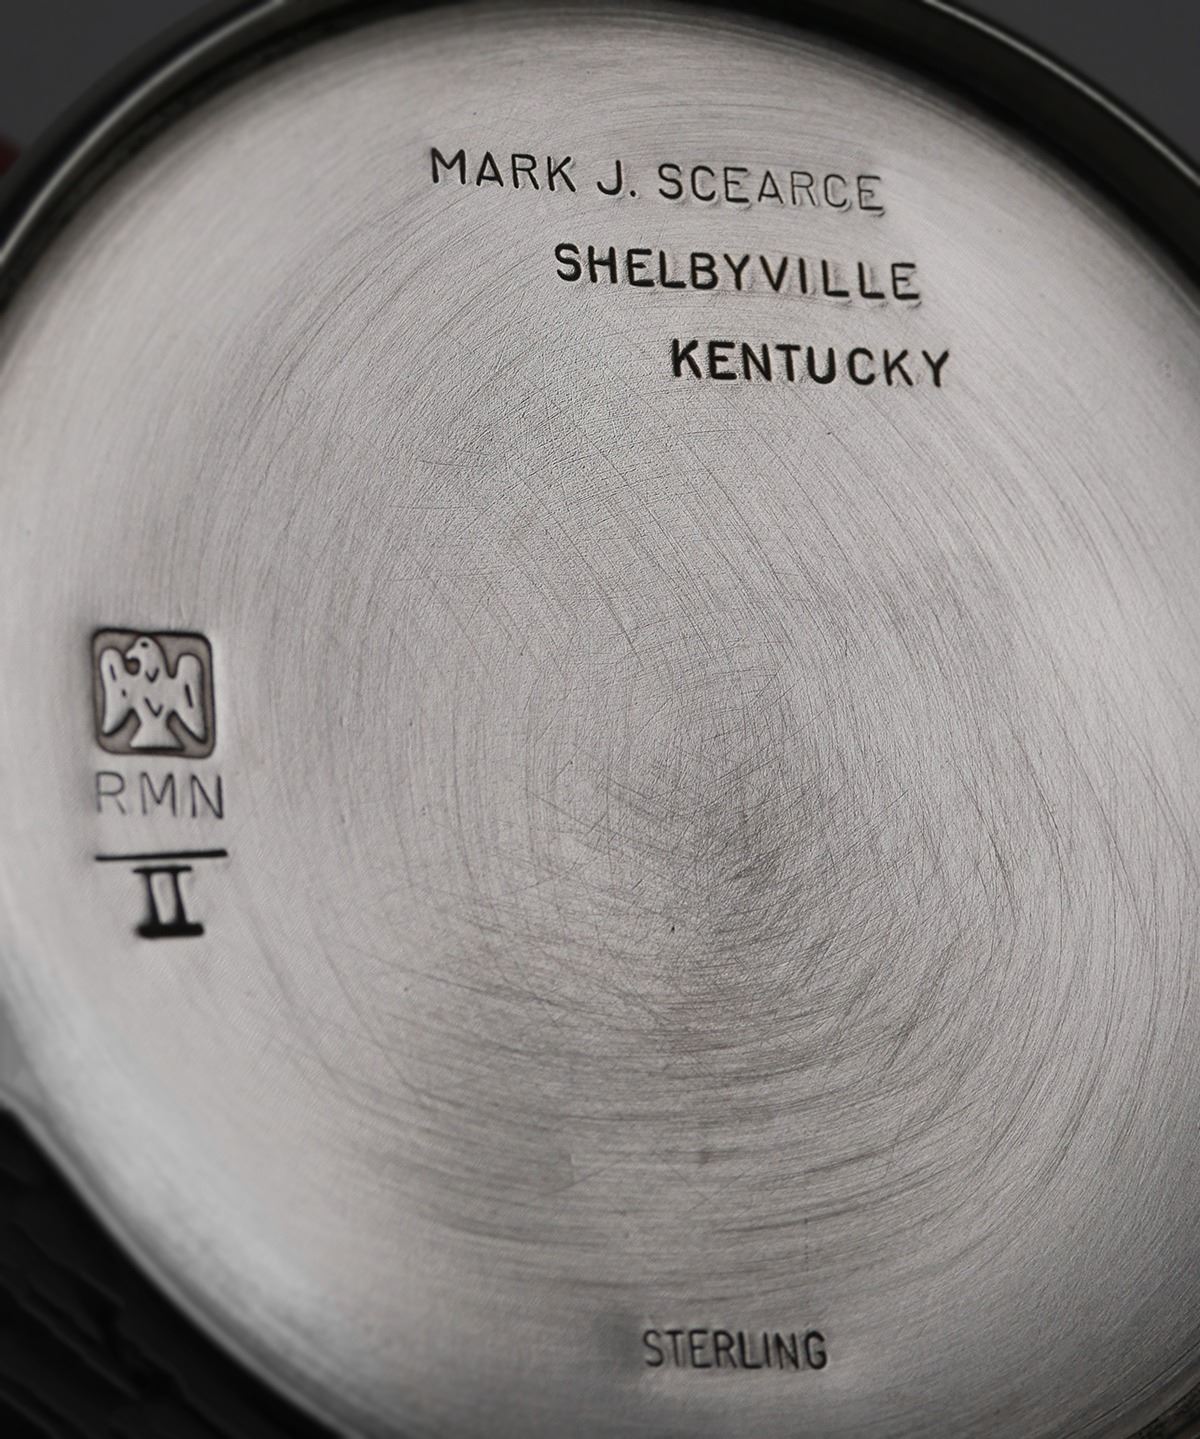 MARK J. SCEARCE
SHELBYVILLE
KENTUCKY
RMN
II
STERLING